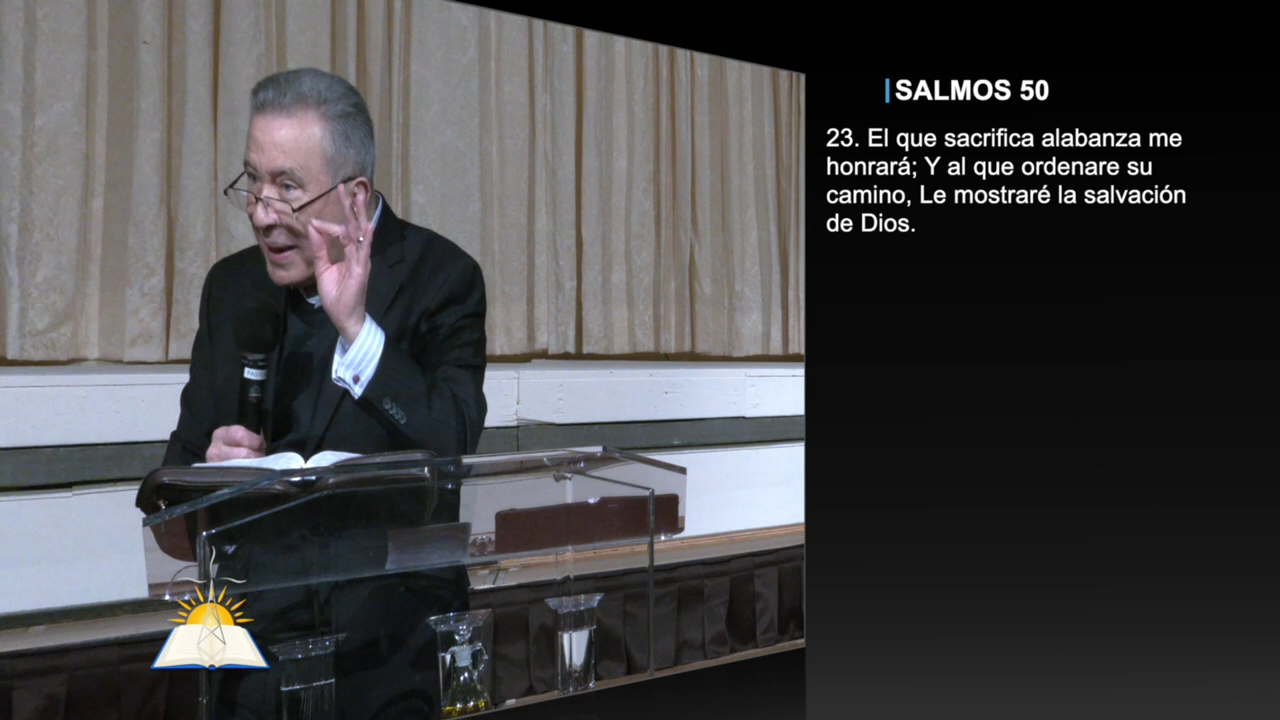 SALMOS 50
23. El que sacrifica alabanza me
honrará; Y al que ordenare su
camino, Le mostraré la salvación
de Dios.